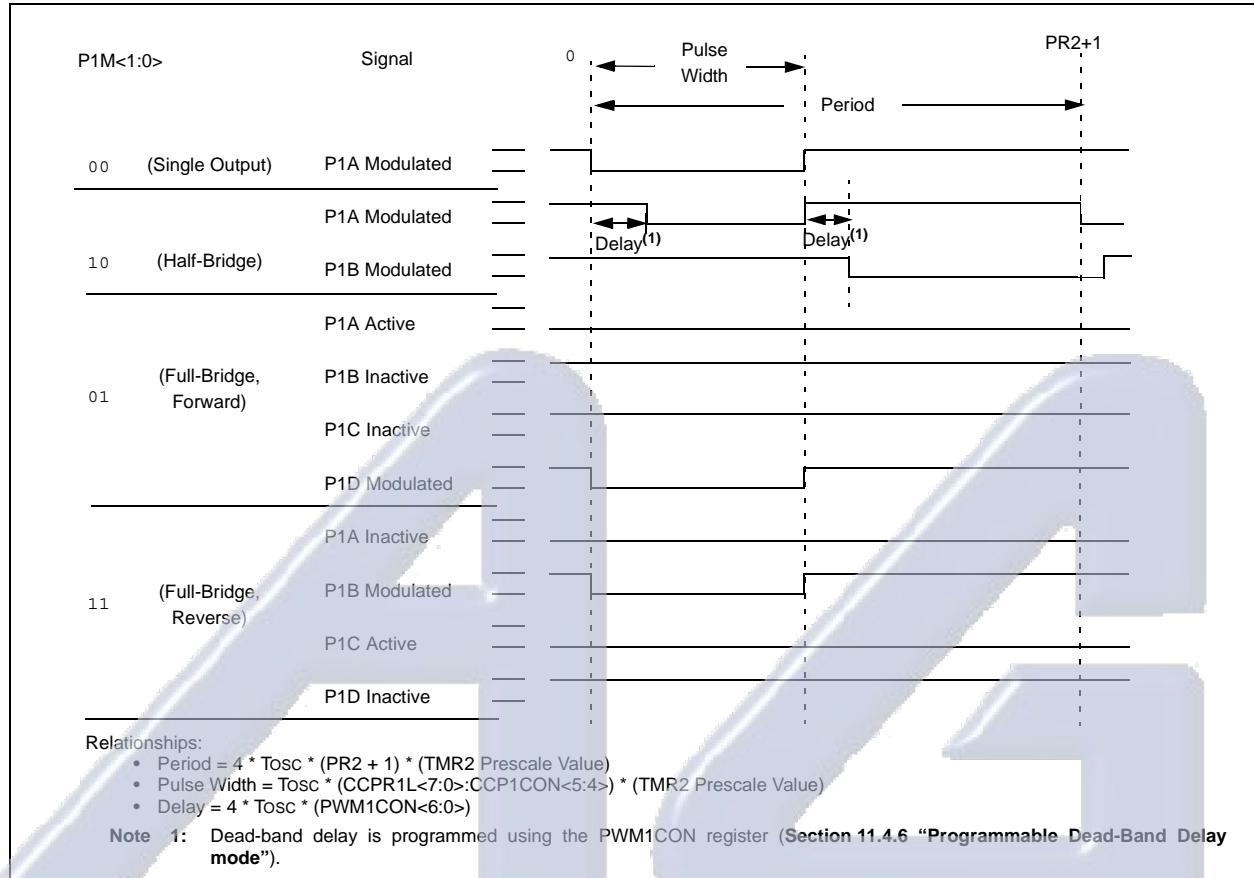 P1M<1:0> Signal 0 Pulse Width PR2+1
Period
00 (Single Output) P1A Modulated
P1A Modulated
Delay(1) Delay(1)
10 (Half-Bridge) P1B Modulated
P1A Active
01 (Full-Bridge, Forward) P1B Inactive
P1C Inactive
P1D Modulated
P1A Inactive
11 (Full-Bridge, Reverse) P1B Modulated
P1C Active
P1D Inactive
Relationships:
• Period = 4 * TOSC * (PR2 + 1) * (TMR2 Prescale Value)
• Pulse Width = TOSC * (CCPR1L<7:0>:CCP1CON<5:4>) * (TMR2 Prescale Value)
• Delay = 4 * TOSC * (PWM1CON<6:0>)
Note 1: Dead-band delay is programmed using the PWM1CON register (Section 11.4.6 “Programmable Dead-Band Delay
mode”).